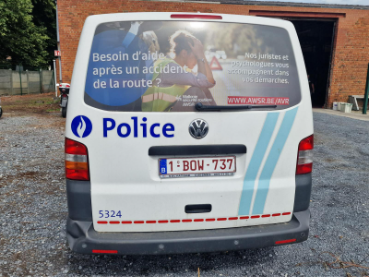 Besoin d'aide
après un accident
de la route ?
Nos juristes et
psychologues vous
accompagnent dans
vos démarches.
WWW.AWSR.BE/AVR
Police
1-BOW-737
5324